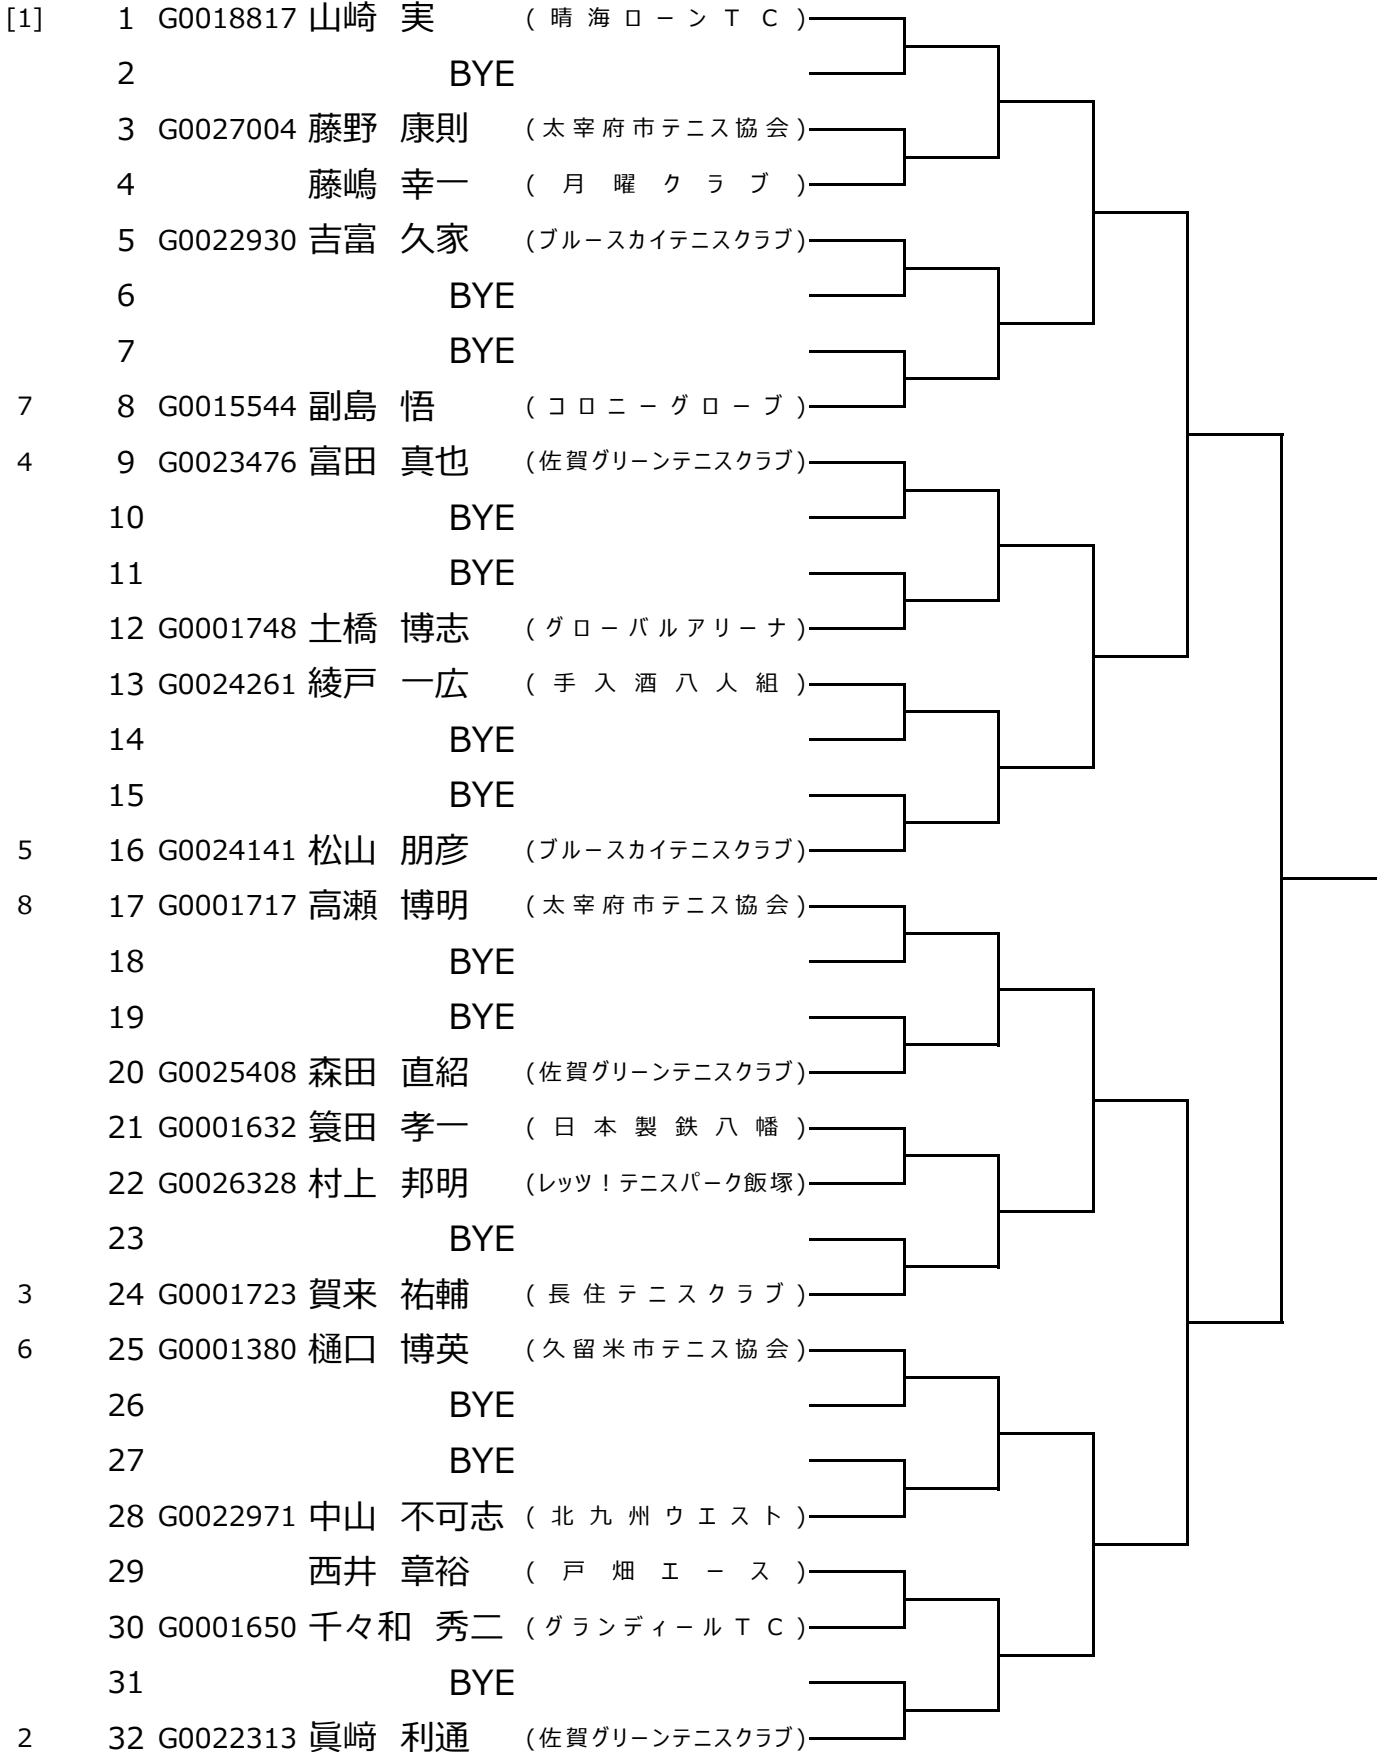 [1] 1 G0018817 山崎 実 (晴海ローンTC)
2 BYE
3 G0027004 藤野 康則 (太宰府市テニス協会)
4 藤嶋 幸一 (月曜クラブ)
5 G0022930 吉富 久家 (ブルースカイテニスクラブ)
6 BYE
7 BYE
7 8 G0015544 副島 悟 (コロニーグローブ)
4 9 G0023476 富田 真也 (佐賀グリーンテニスクラブ)
10 BYE
11 BYE
12 G0001748 土橋 博志 (グローバルアリーナ)
13 G0024261 綾戸 一広 (手入酒八人組)
14 BYE
15 BYE
5 16 G0024141 松山 朋彦 (ブルースカイテニスクラブ)
8 17 G0001717 高瀬 博明 (太宰府市テニス協会)
18 BYE
19 BYE
20 G0025408 森田 直紹 (佐賀グリーンテニスクラブ)
21 G0001632 簑田 孝一 (日本製鉄八幡)
22 G0026328 村上 邦明 (レッツ！テニスパーク飯塚)
23 BYE
3 24 G0001723 賀来 祐輔 (長住テニスクラブ)
6 25 G0001380 樋口 博英 (久留米市テニス協会)
26 BYE
27 BYE
28 G0022971 中山 不可志 (北九州ウエスト)
29 西井 章裕 (戸畑エース)
30 G0001650 千々和 秀二 (グランディールTC)
31 BYE
2 32 G0022313 眞﨑 利通 (佐賀グリーンテニスクラブ)